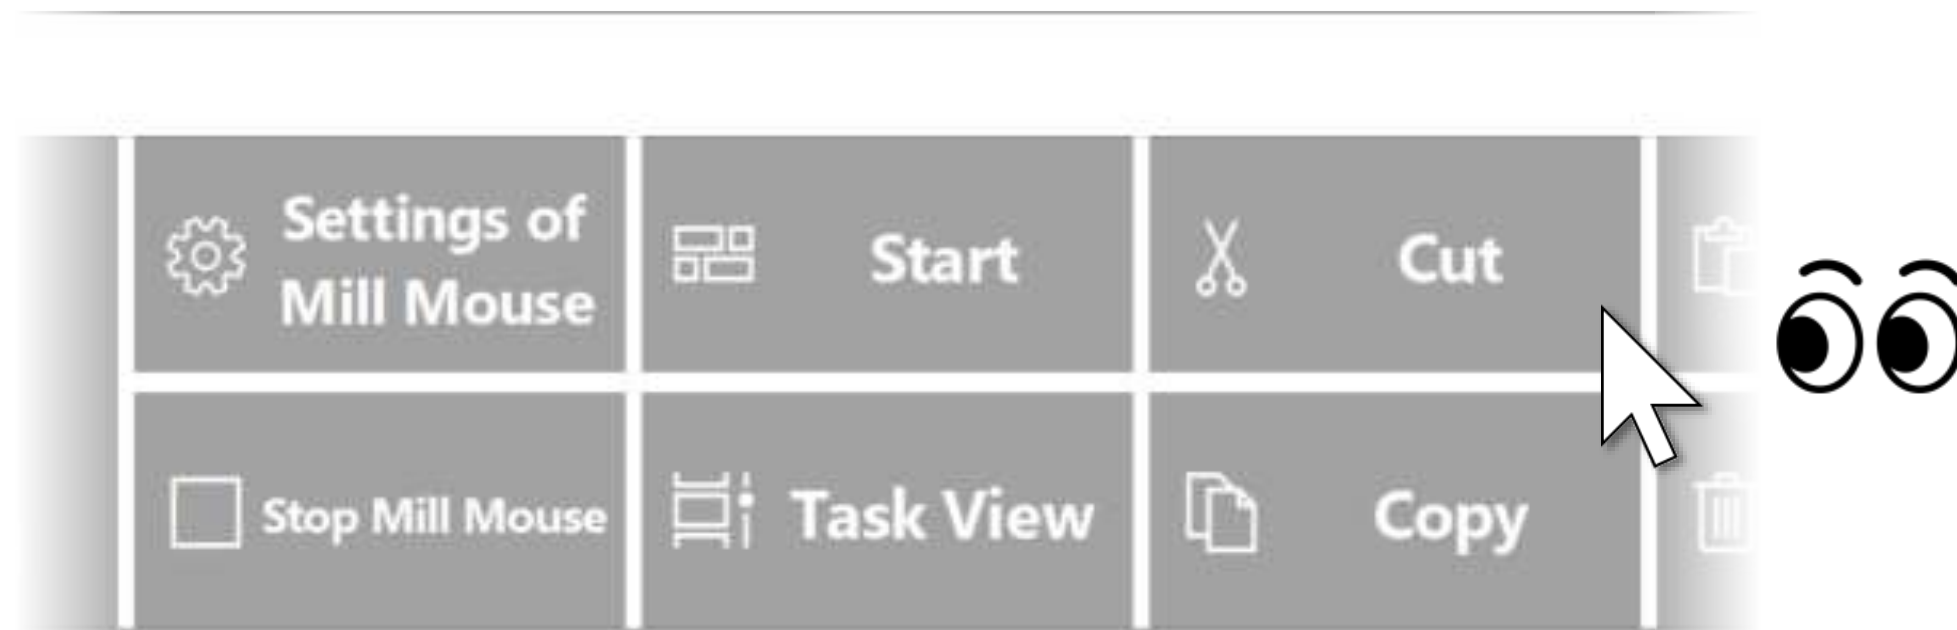 Settings of
Mill Mouse
Start
Cut
Stop Mill Mouse
Task View
Copy